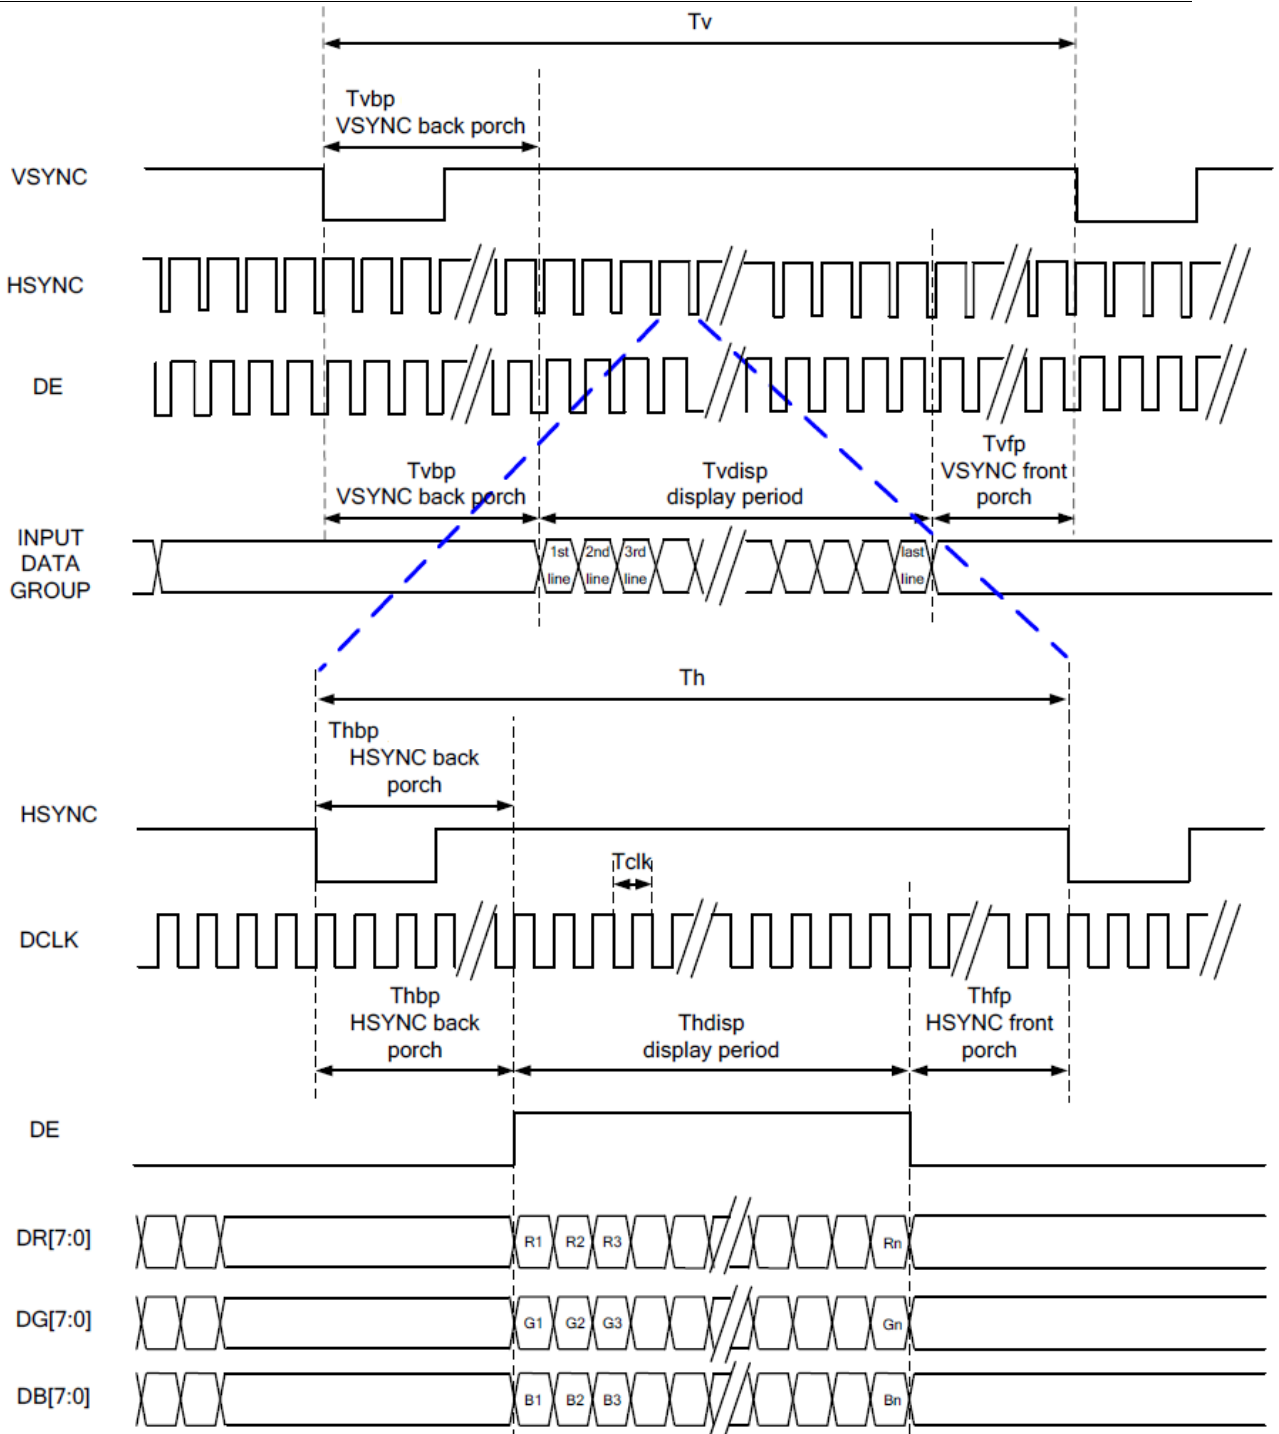 Tv
Tvbp
VSYNC back porch
VSYNC
HSYNC
DE
Tvbp
VSYNC back porch
Tvdisp
display period
Tvfp
VSYNC front
porch
INPUT
DATA
GROUP
1st
line
2nd
line
3rd
line
last
line
Th
Thbp
HSYNC back
porch
HSYNC
Tclk
DCLK
Thbp
HSYNC back
porch
Thdisp
display period
Thfp
HSYNC front
porch
DE
DR[7:0]
R1
R2
R3
Rn
DG[7:0]
G1
G2
G3
Gn
DB[7:0]
B1
B2
B3
Bn